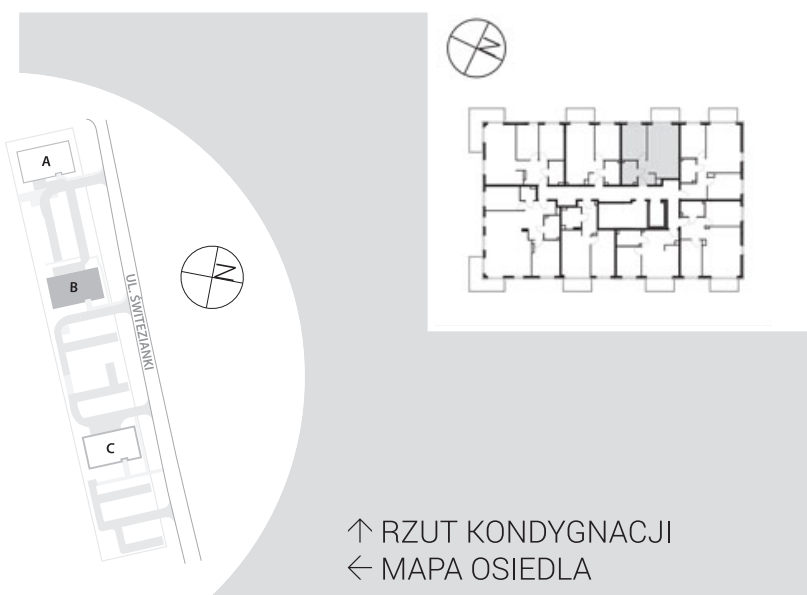 N
A
B
N
UL. ŚWITEZIANKI
C
↑ RZUT KONDYGNACJI
← MAPA OSIEDLA